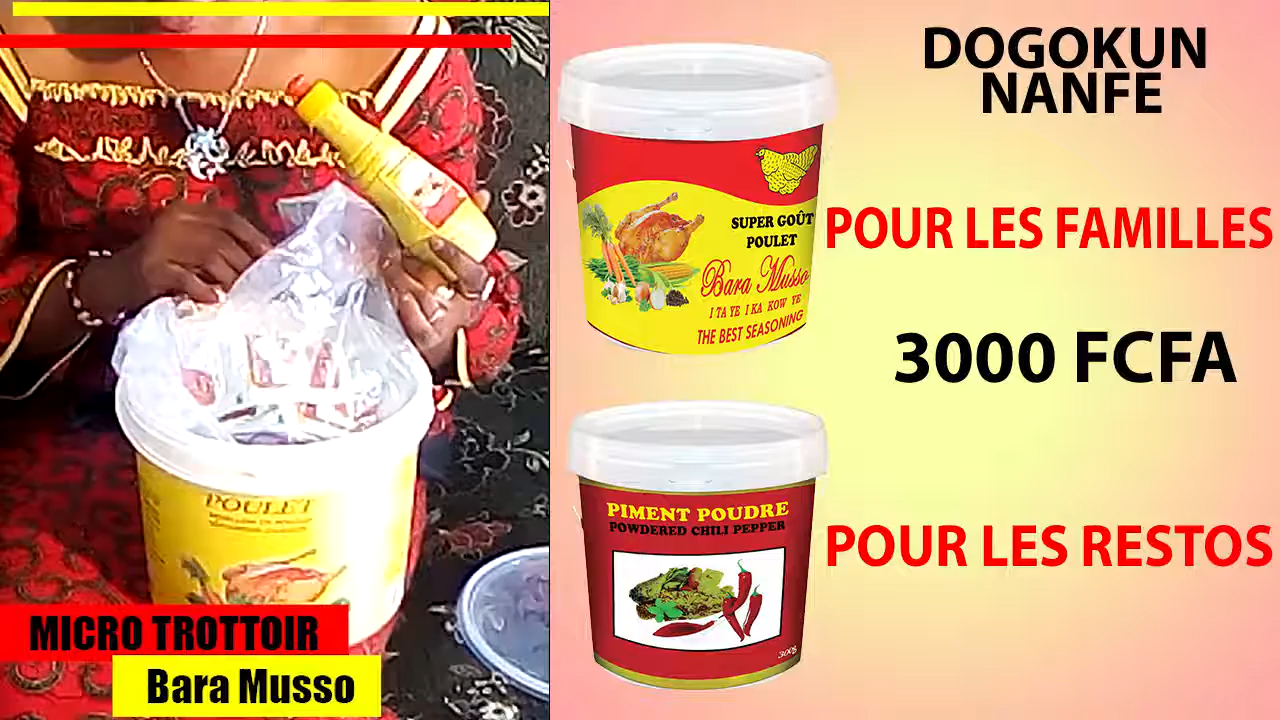 POULET
MICRO TROTTOIR
Bara Musso
DOGOKUN
NANFE
SUPER GOÛT
POULET
Bara Musso
I TA YE I KA KOW YE
THE BEST SEASONING
POUR LES FAMILLES
3000 FCFA
PIMENT POUDRE
POWDERED CHILI PEPPER
300g
POUR LES RESTOS